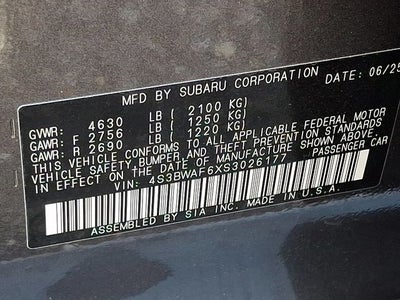 MFD BY SUBARU CORPORATION DATE: 06/25
GVWR: 4630 LB ( 2100 KG)
GAWR: F 2756 LB ( 1250 KG)
GAWR: R 2690 LB ( 1220 KG)
THIS VEHICLE CONFORMS TO ALL APPLICABLE FEDERAL MOTOR
VEHICLE SAFETY, BUMPER AND THEFT PREVENTION STANDARDS
IN EFFECT ON THE DATE OF MANUFACTURE SHOWN ABOVE.
VIN: 4S3BWAF6XS3026177 PASSENGER CAR
ASSEMBLED BY SIA INC. MADE IN U.S.A.